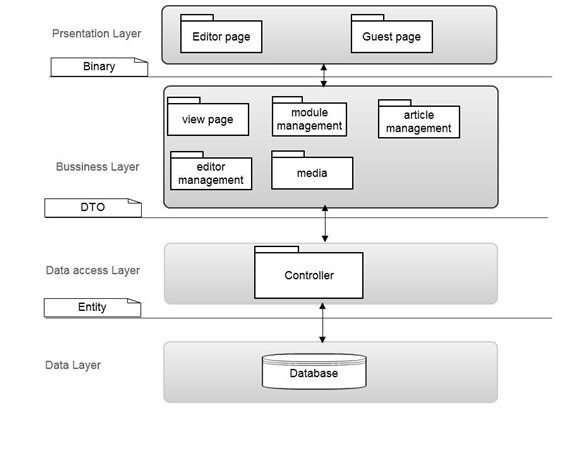 Prsentation Layer
Editor page
Guest page
Binary
view page
module
management
article
management
Bussiness Layer
editor
management
media
DTO
Data access Layer
Controller
Entity
Data Layer
Database